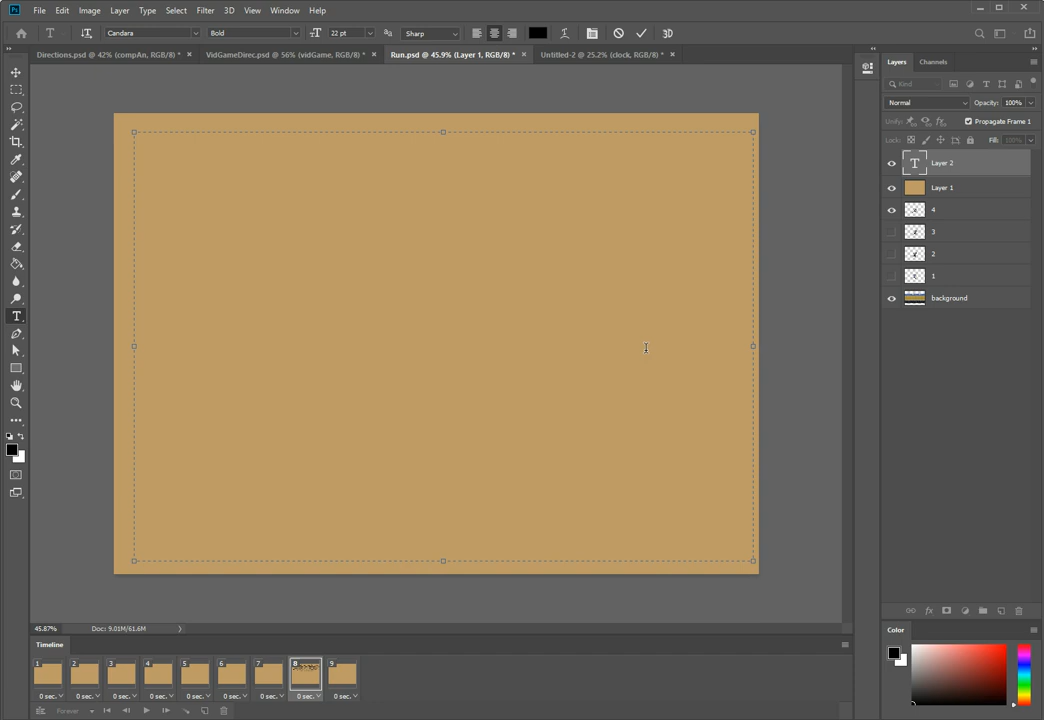 Ps File Edit Image Layer Type Select Filter 3D View Window Help
T Candara Bold 22 pt Sharp 3D
Directions.psd @ 42% (compAn, RGB/8) * VidGameDirec.psd @ 56% (vidGame, RGB/8) * Run.psd @ 45.9% (Layer 1, RGB/8) * Untitled-2 @ 25.2% (clock, RGB/8) *
Layers Channels
Kind
Normal Opacity: 100%
Unify: Propagate Frame 1
Lock: Fill: 100%
T Layer 2
Layer 1
4
3
2
1
background
45.87% Doc: 9.01M/61.6M
Color
Timeline
1 2 3 4 5 6 7 8 9
0 sec. 0 sec. 0 sec. 0 sec. 0 sec. 0 sec. 0 sec. 0 sec. 0 sec.
Forever